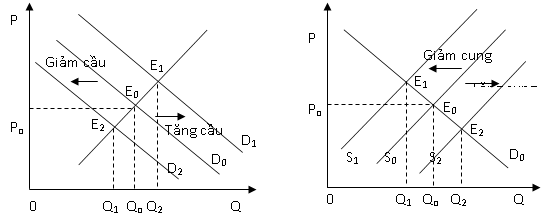 P
Giảm cầu
E₁
E₀
P₀
E₂
Tăng cầu
D₁
D₀
D₂
0
Q₁
Q₀
Q₂
Q
P
Giảm cung
E₁
E₀
P₀
E₂
S₁
S₀
S₂
D₀
0
Q₁
Q₀
Q₂
Q